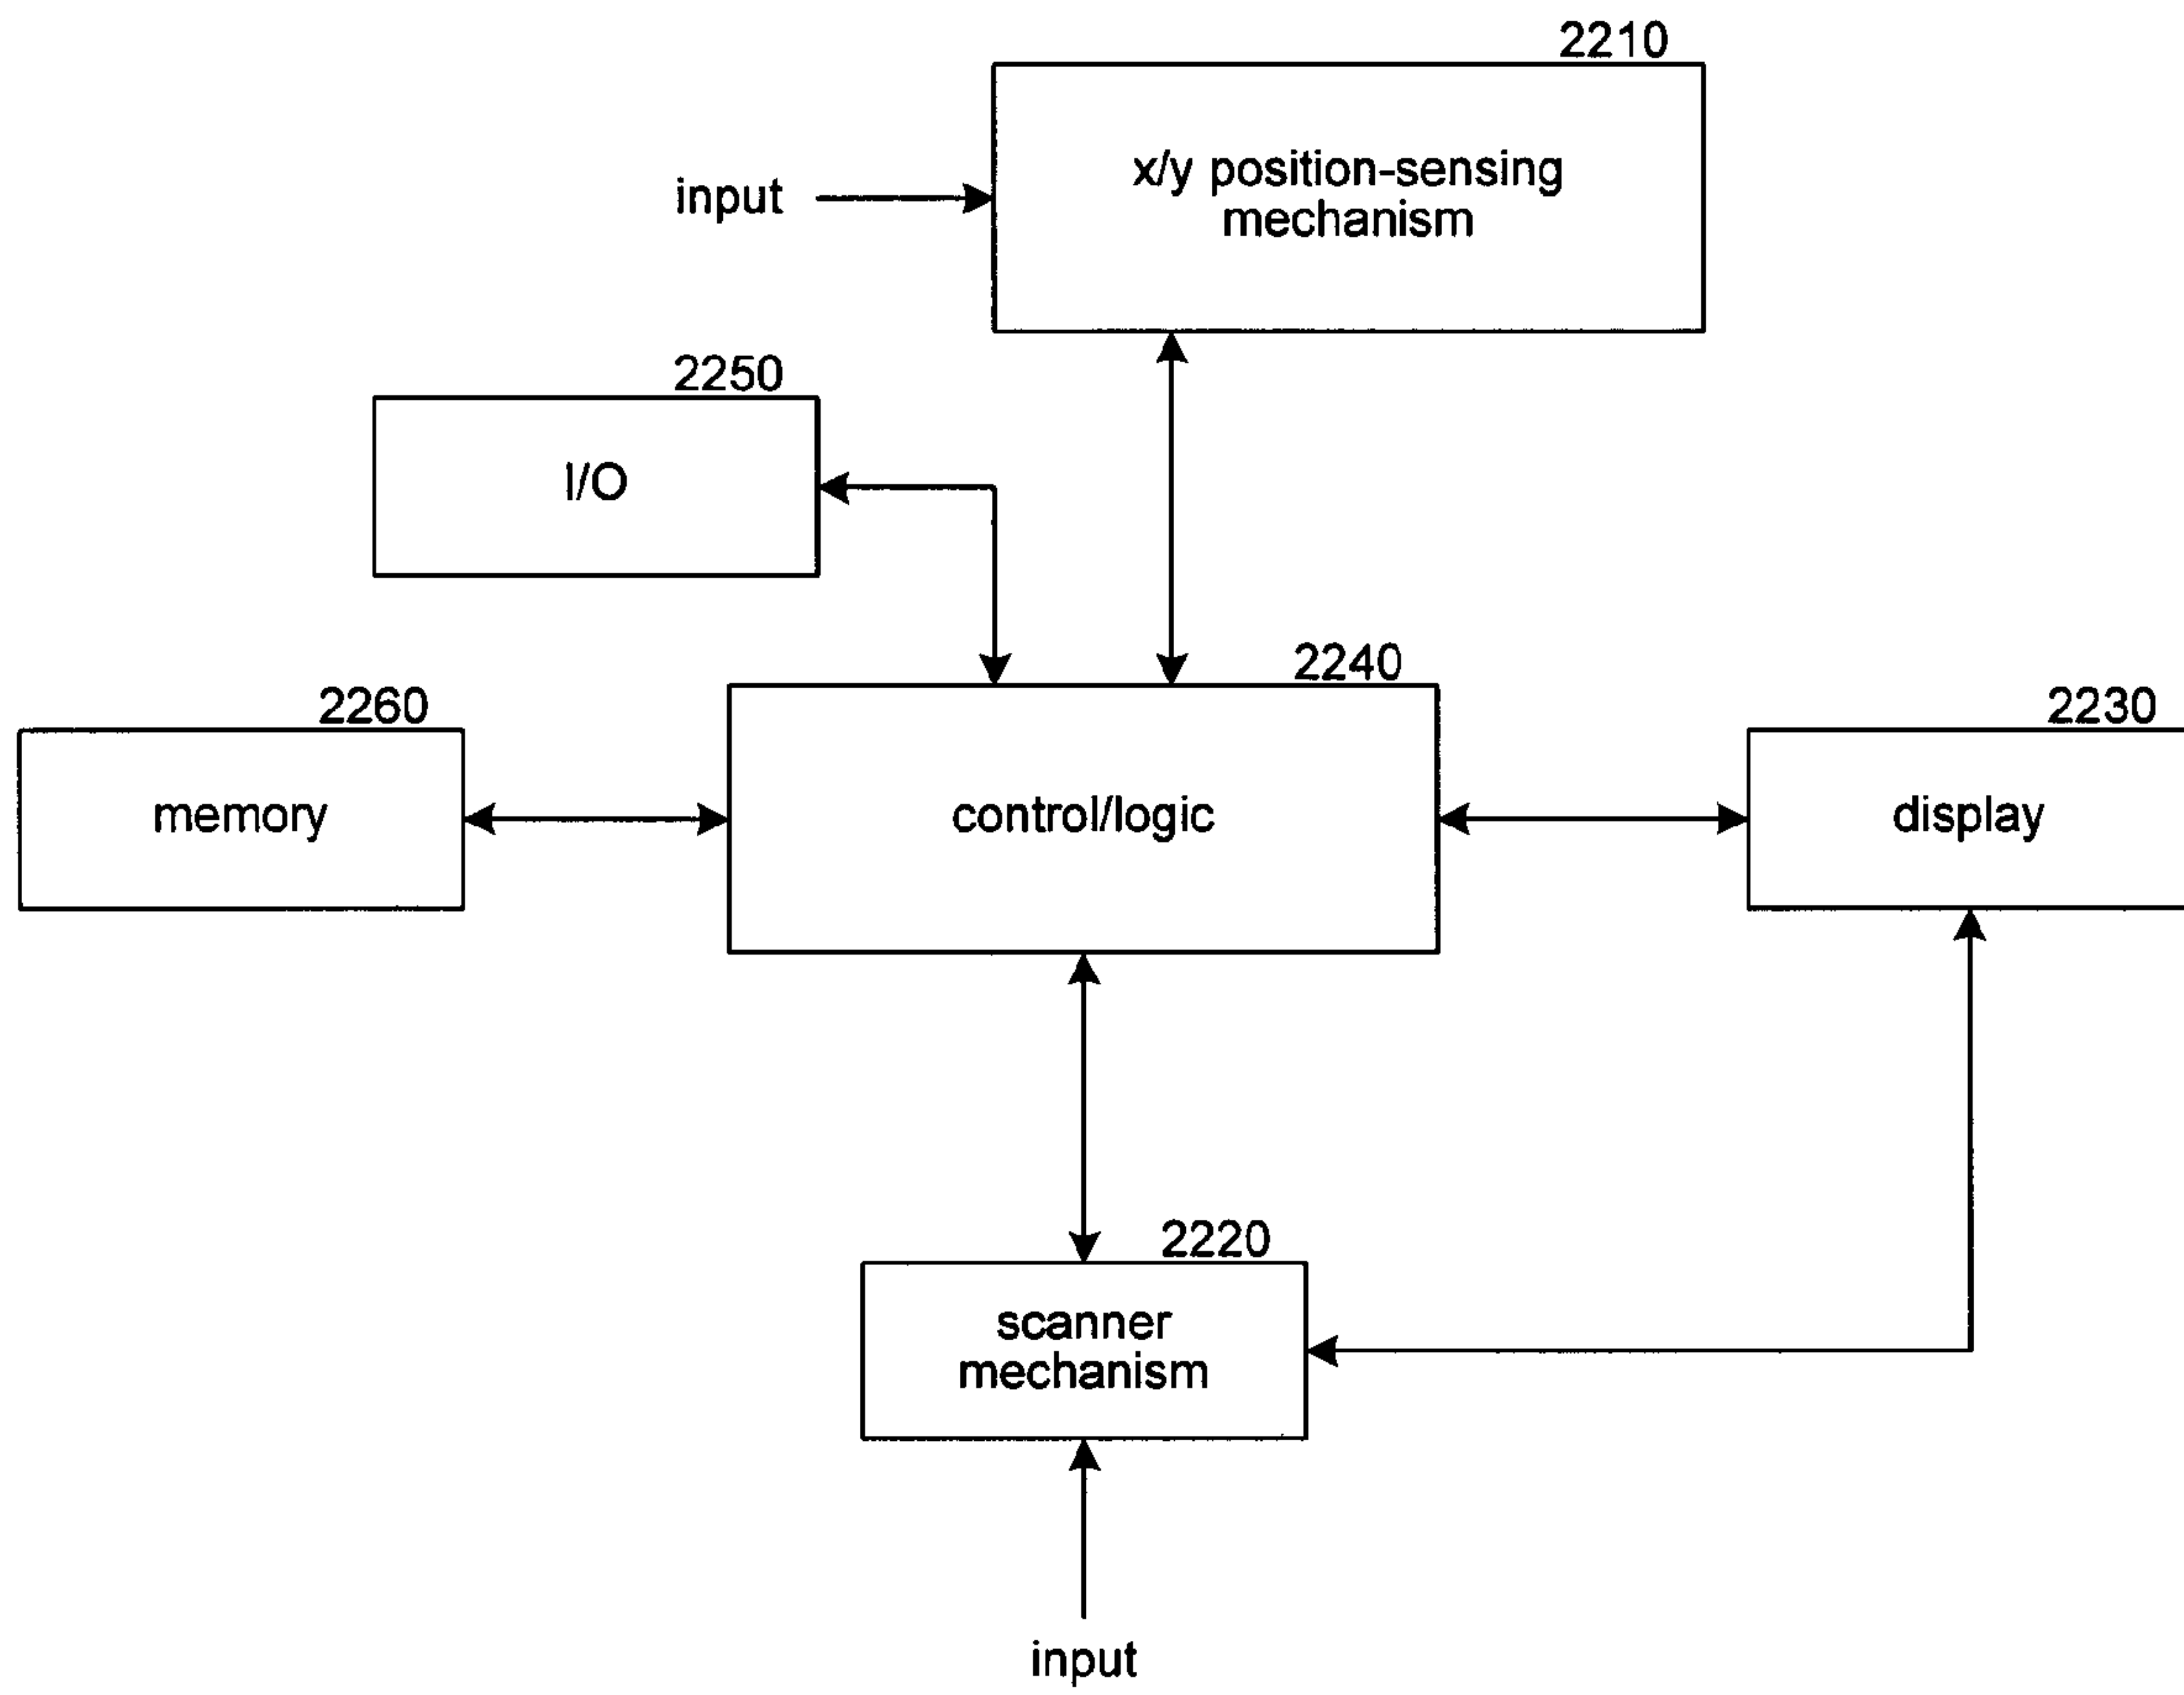 2210
x/y position-sensing
mechanism
input
2250
I/O
2240
control/logic
2260
memory
2230
display
2220
scanner
mechanism
input